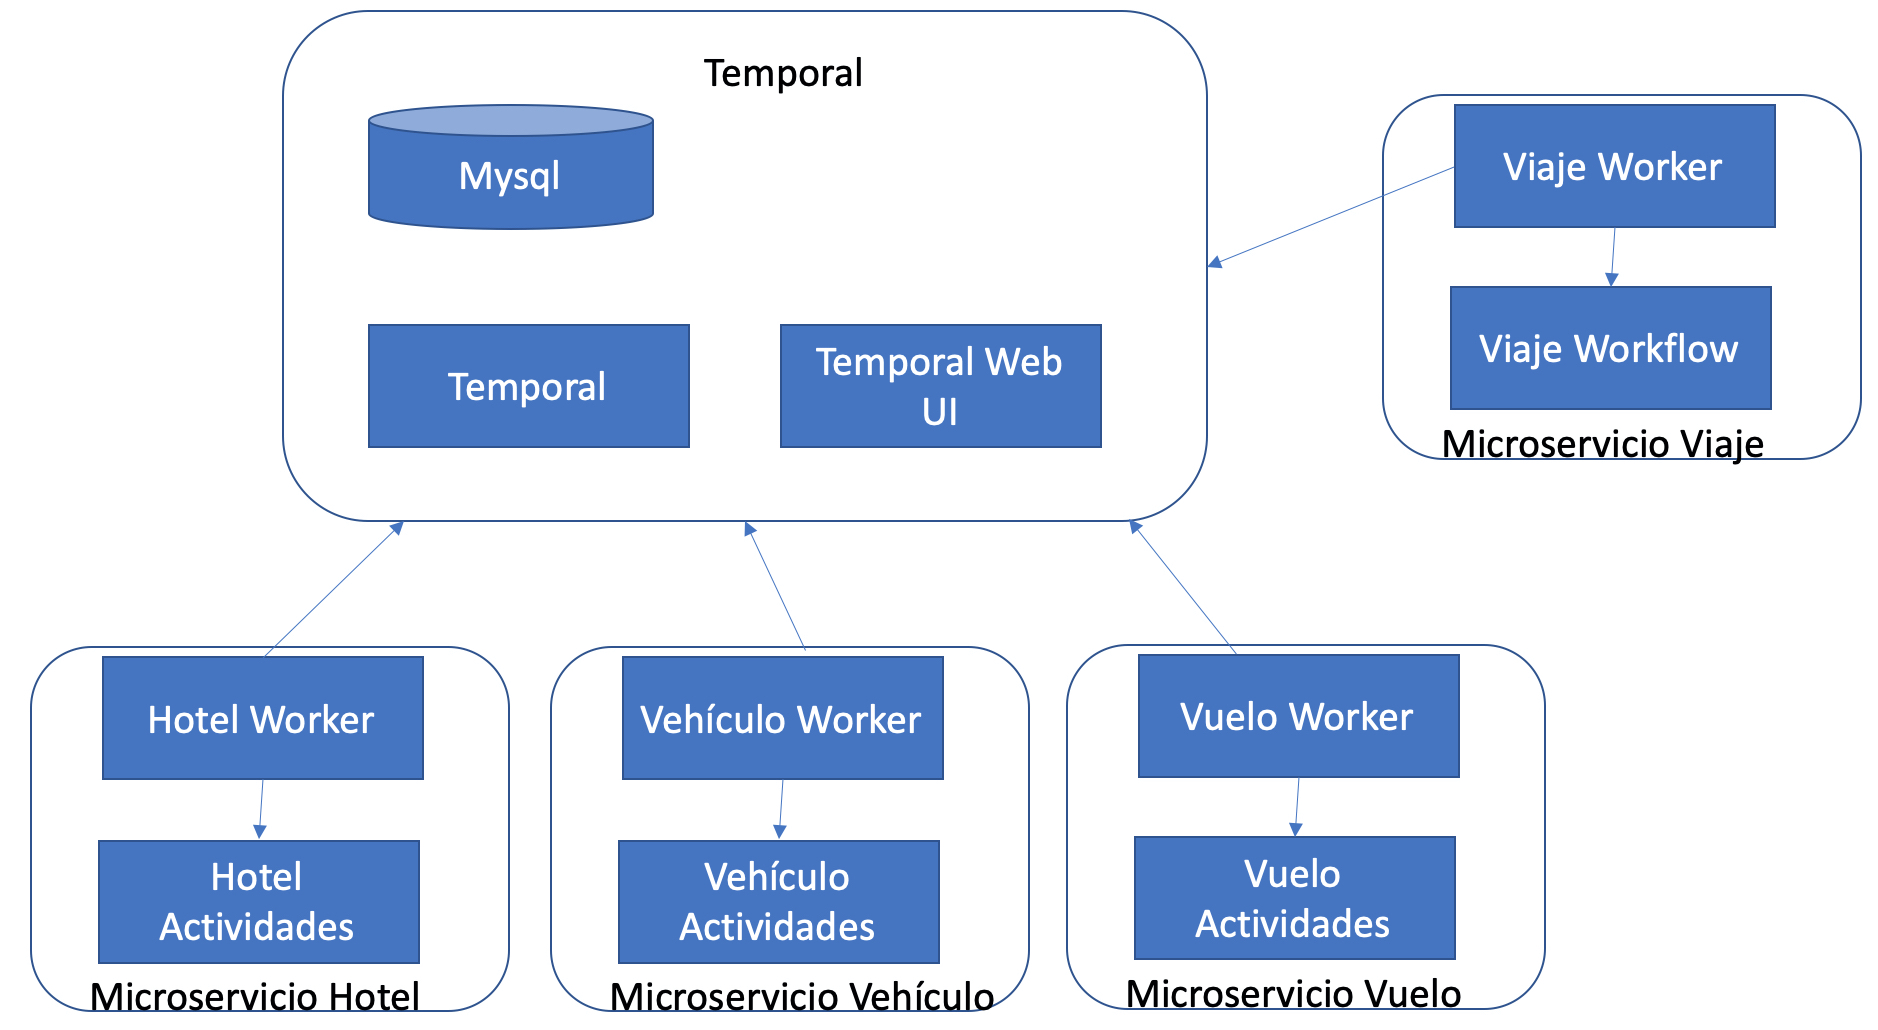 Temporal
Mysql
Temporal
Temporal Web
UI
Viaje Worker
Viaje Workflow
Microservicio Viaje
Hotel Worker
Hotel
Actividades
Microservicio Hotel
Vehículo Worker
Vehículo
Actividades
Microservicio Vehículo
Vuelo Worker
Vuelo
Actividades
Microservicio Vuelo